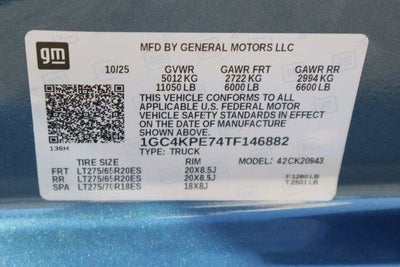 gm
MFD BY GENERAL MOTORS LLC
10/25 GVWR GAWR FRT GAWR RR
5012 KG 2722 KG 2994 KG
11050 LB 6000 LB 6600 LB
THIS VEHICLE CONFORMS TO ALL
APPLICABLE U.S. FEDERAL MOTOR
VEHICLE SAFETY STANDARDS IN EFFECT
ON THE DATE OF MANUFACTURE
SHOWN ABOVE.
1GC4KPE74TF146882
136H TYPE: TRUCK
TIRE SIZE RIM MODEL: 42CK20943
FRT LT275/65R20ES 20X8.5J
RR LT275/65R20ES 20X8.5J F1260LB
SPA LT275/70R18ES 18X8J T2501LB